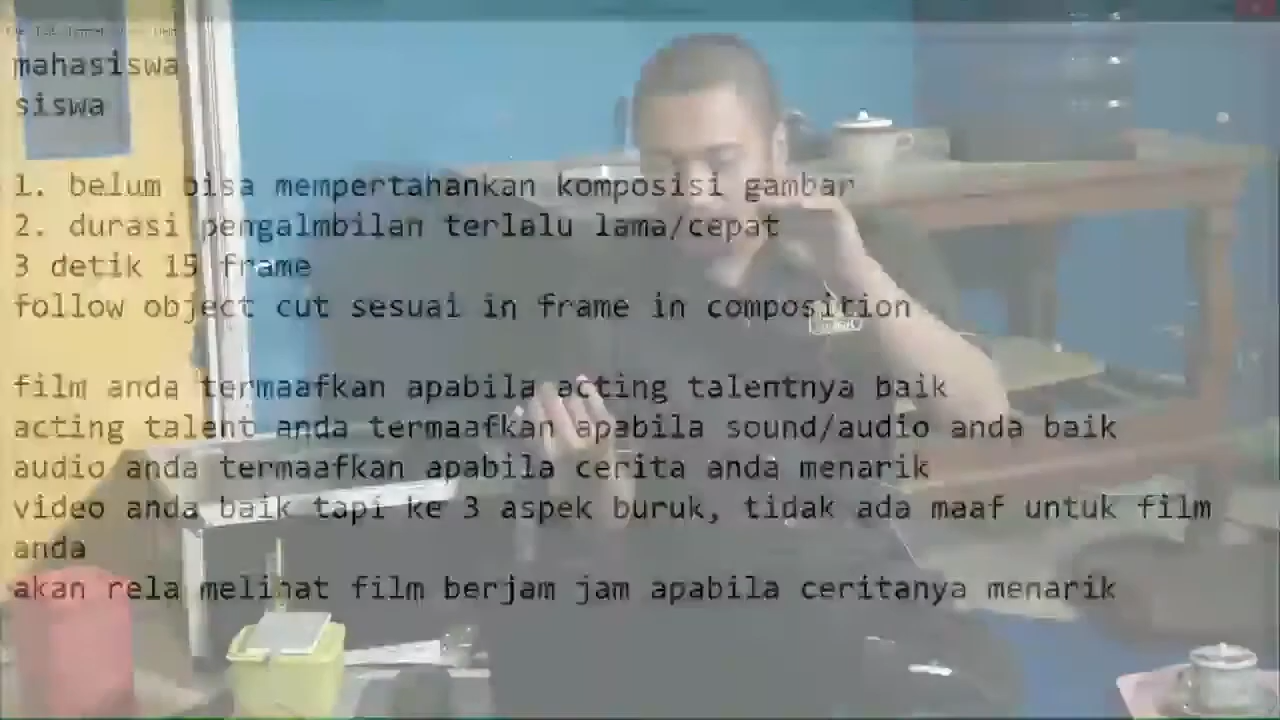 mahasiswa
siswa
1. belum bisa mempertahankan komposisi gambar
2. durasi pengalmbilan terlalu lama/cepat
3 detik 15 frame
follow object cut sesuai in frame in composition
film anda termaafkan apabila acting talentnya baik
acting talent anda termaafkan apabila sound/audio anda baik
audio anda termaafkan apabila cerita anda menarik
video anda baik tapi ke 3 aspek buruk, tidak ada maaf untuk film
anda
akan rela melihat film berjam jam apabila ceritanya menarik